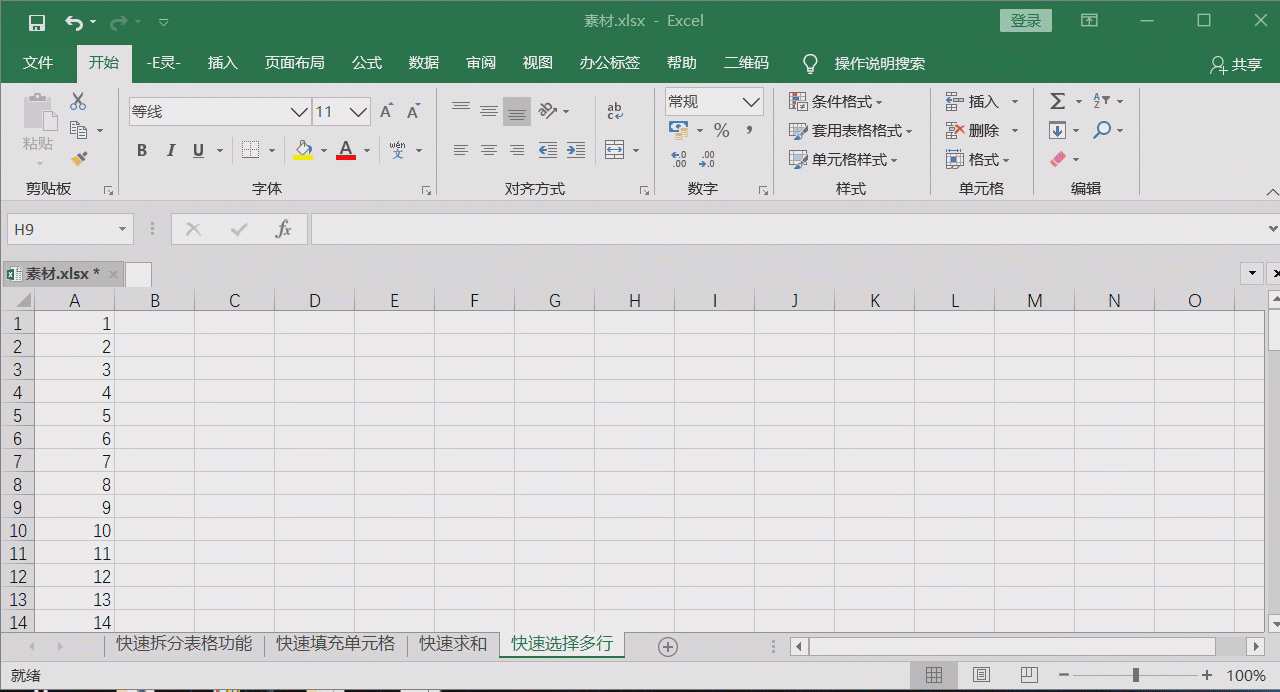 素材.xlsx - Excel
登录
文件 开始 -E灵- 插入 页面布局 公式 数据 审阅 视图 办公标签 帮助 二维码 操作说明搜索 共享
等线 11
常规
条件格式
插入
粘贴
套用表格格式
删除
B I U
wén
文
单元格样式
格式
剪贴板 字体 对齐方式 数字 样式 单元格 编辑
H9
fx
素材.xlsx *
A B C D E F G H I J K L M N O
1 1
2 2
3 3
4 4
5 5
6 6
7 7
8 8
9 9
10 10
11 11
12 12
13 13
14 14
快速拆分表格功能 快速填充单元格 快速求和 快速选择多行
就绪 100%